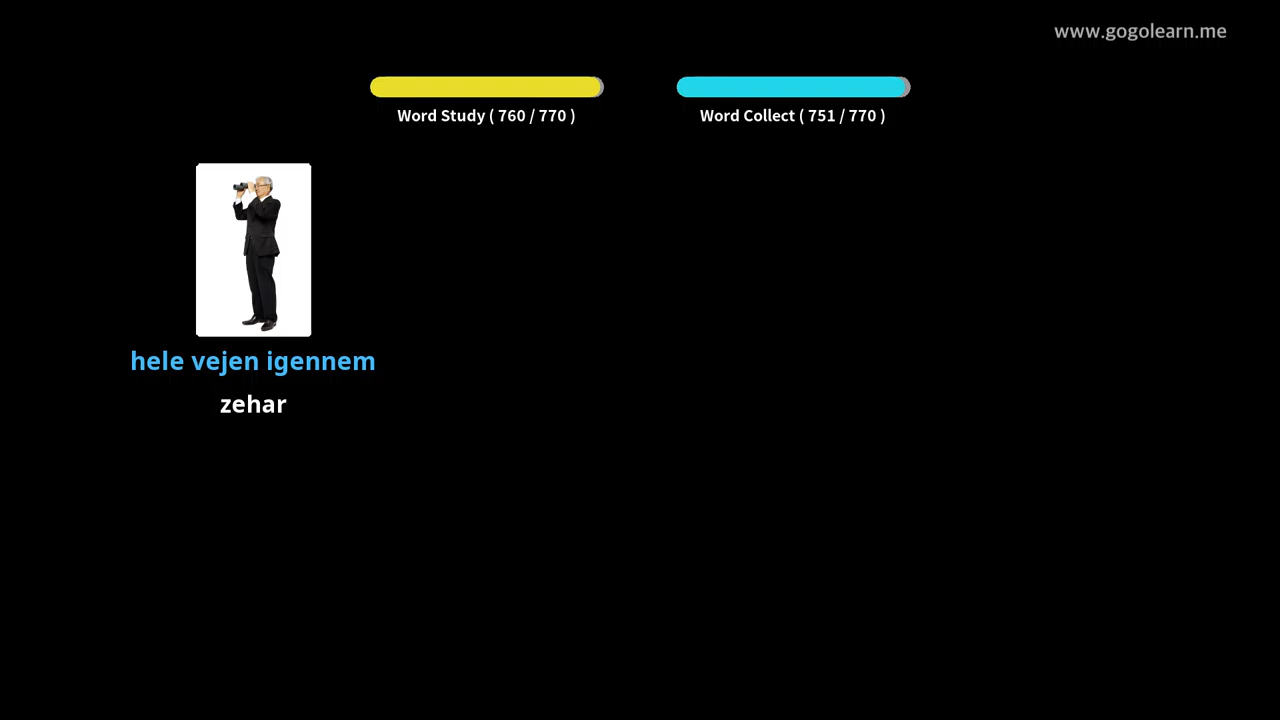 www.gogolearn.me
Word Study ( 760 / 770 )
Word Collect ( 751 / 770 )
hele vejen igennem
zehar